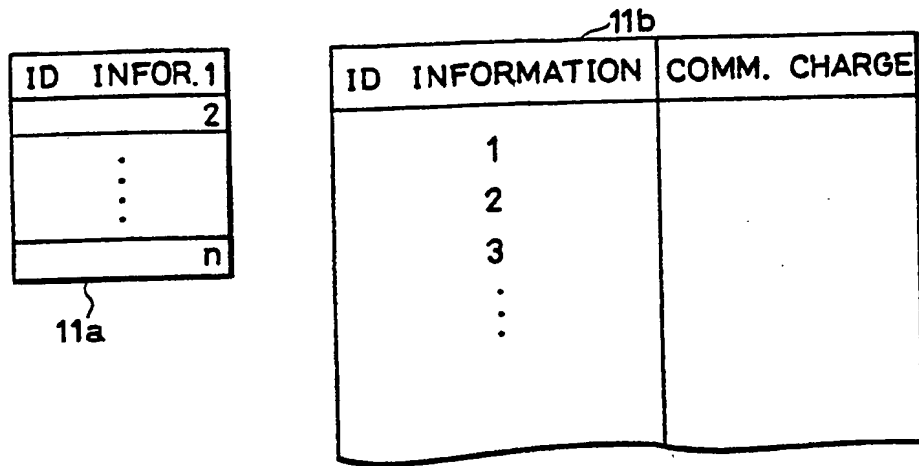 11b
ID INFOR.1
2
n
11a
ID INFORMATION COMM. CHARGE
1
2
3